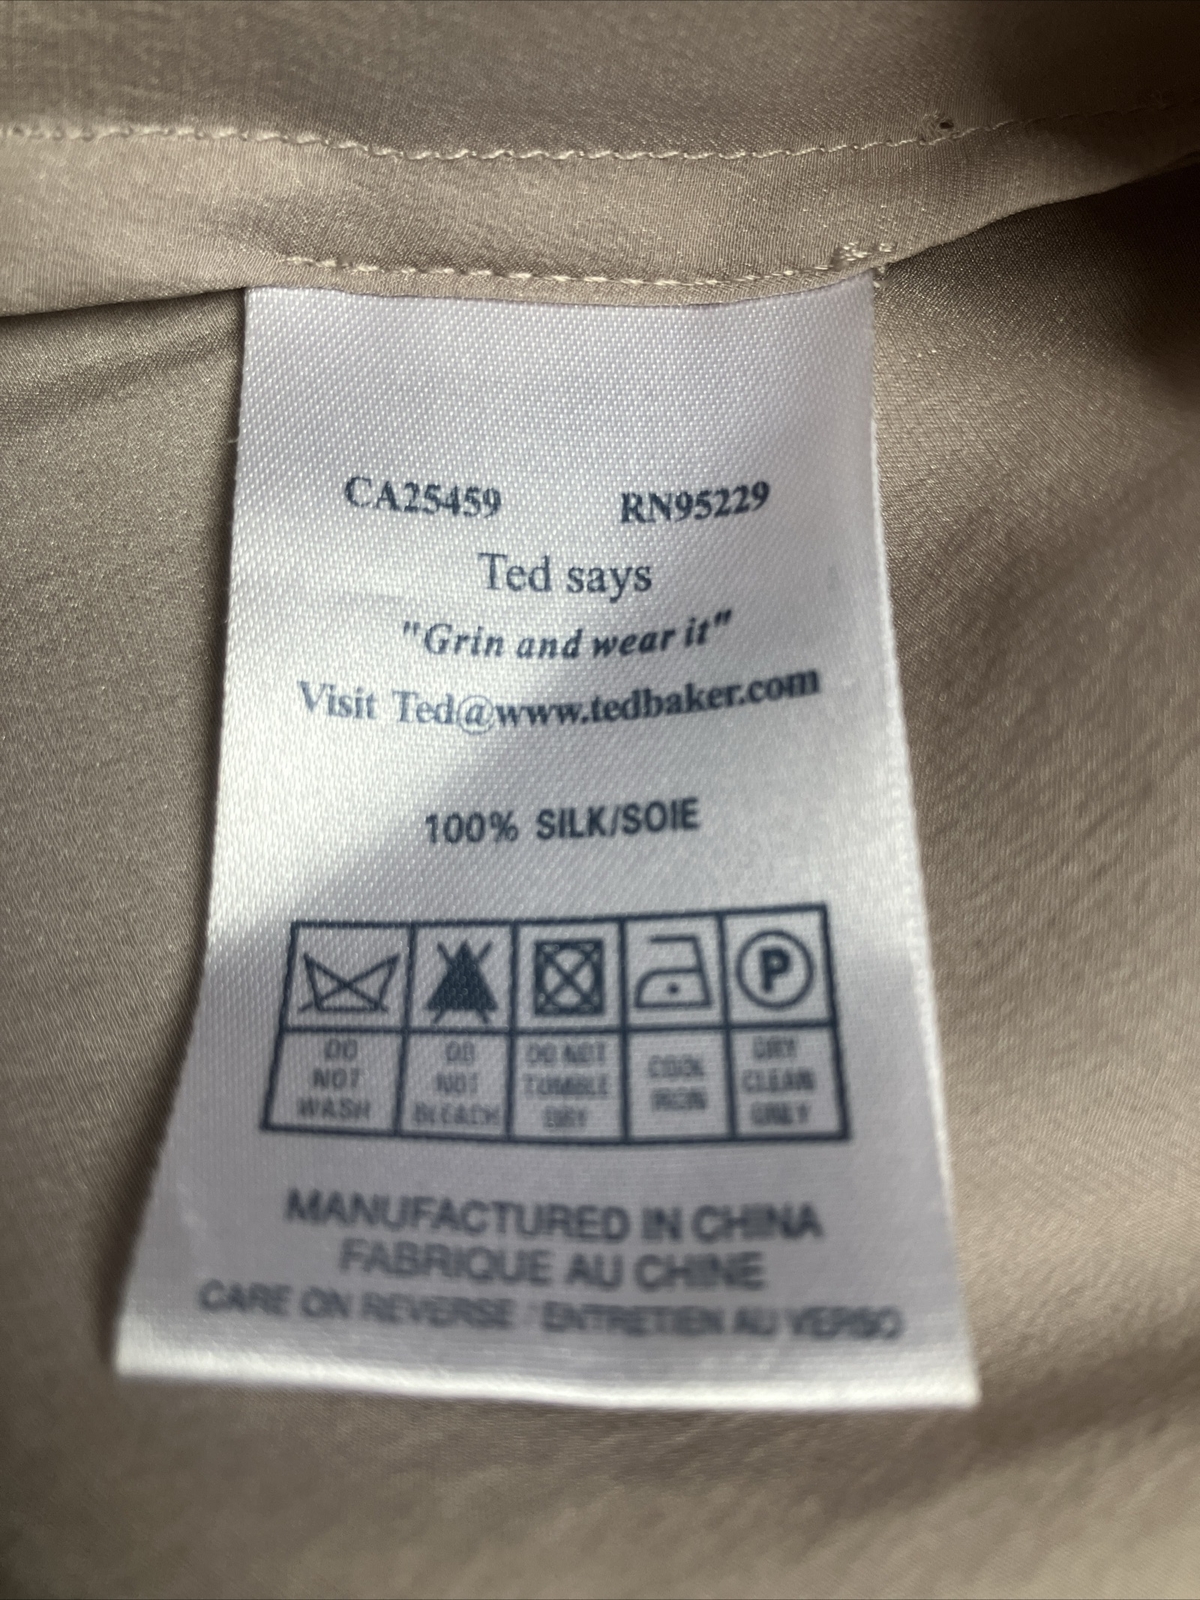 CA25459 RN95229
Ted says
"Grin and wear it"
Visit Ted@www.tedbaker.com
100% SILK/SOIE
P
DO NOT WASH
DO NOT BLEACH
DO NOT TUMBLE DRY
COOL IRON
DRY CLEAN ONLY
MANUFACTURED IN CHINA
FABRIQUE AU CHINE
CARE ON REVERSE / ENTRETIEN AU VERSO